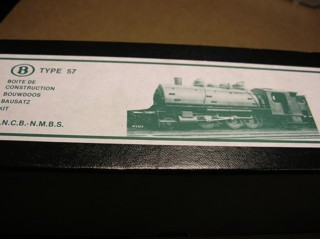 B TYPE 57
BOITE DE
CONSTRUCTION
BOUWDOOS
BAUSATZ
KIT
.N.C.B.-N.M.B.S.